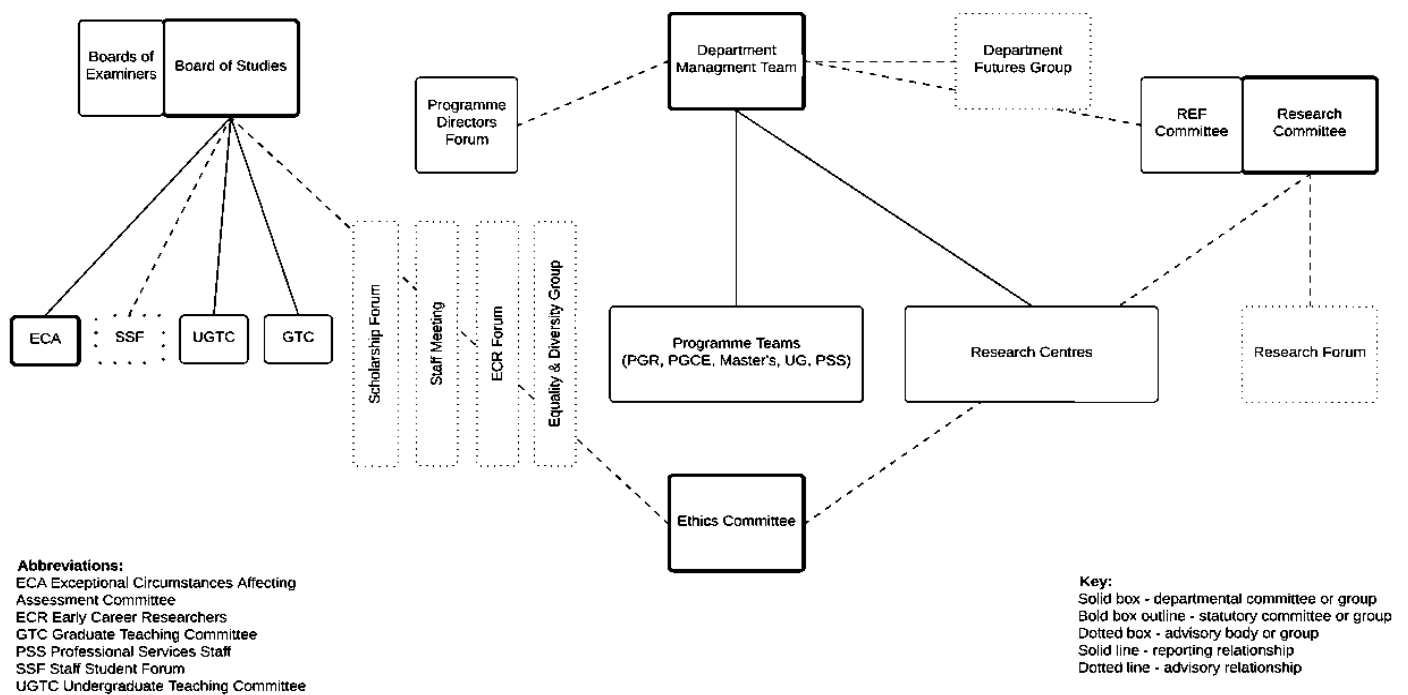 Boards of
Examiners
Board of Studies
Programme
Directors
Forum
Department
Managment Team
Department
Futures Group
REF
Committee
Research
Committee
ECA
SSF
UGTC
GTC
Scholarship Forum
Staff Meeting
ECR Forum
Equality & Diversity Group
Programme Teams
(PGR, PGCE, Master's, UG, PSS)
Research Centres
Research Forum
Ethics Committee
Abbreviations:
ECA Exceptional Circumstances Affecting
Assessment Committee
ECR Early Career Researchers
GTC Graduate Teaching Committee
PSS Professional Services Staff
SSF Staff Student Forum
UGTC Undergraduate Teaching Committee
Key:
Solid box - departmental committee or group
Bold box outline - statutory committee or group
Dotted box - advisory body or group
Solid line - reporting relationship
Dotted line - advisory relationship